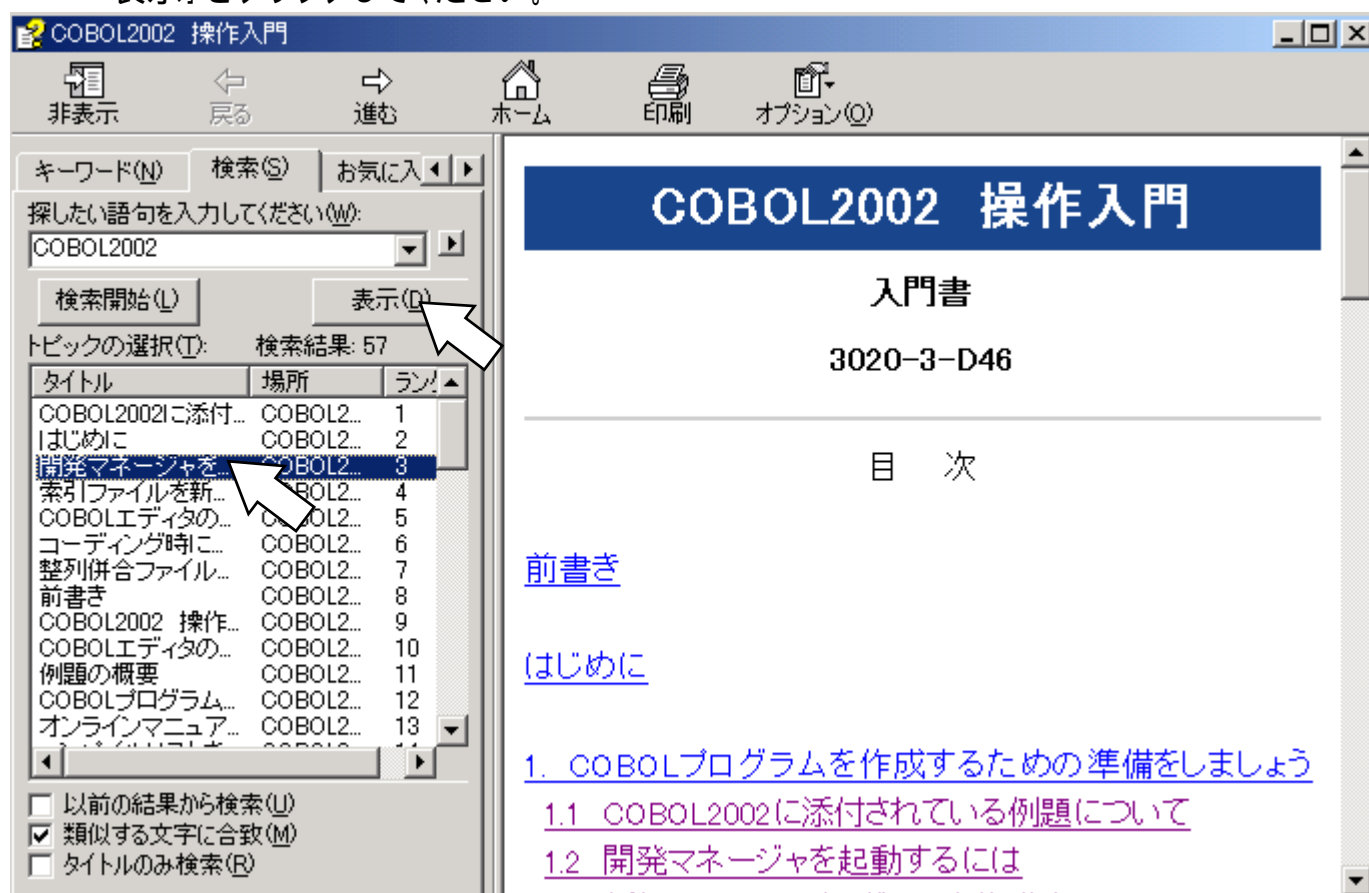 COBOL2002 操作入門
非表示 戻る 進む ホーム 印刷 オプション(O)
キーワード(N) 検索(S) お気に入
探したい語句を入力してください(W):
COBOL2002
検索開始(L) 表示(D)
トピックの選択(T): 検索結果: 57
タイトル 場所
COBOL2002に添付... COBOL2... 1
はじめに COBOL2... 2
開発マネージャを... COBOL2... 3
索引ファイルを新... COBOL2... 4
COBOLエディタの... COBOL2... 5
コーディング時に... COBOL2... 6
整列併合ファイル... COBOL2... 7
前書き COBOL2... 8
COBOL2002 操作... COBOL2... 9
COBOLエディタの... COBOL2... 10
例題の概要 COBOL2... 11
COBOLプログラム... COBOL2... 12
オンラインマニュア... COBOL2... 13
以前の結果から検索(U)
類似する文字に合致(M)
タイトルのみ検索(R)
COBOL2002 操作入門
入門書
3020-3-D46
目 次
前書き
はじめに
1. COBOLプログラムを作成するための準備をしましょう
1.1 COBOL2002に添付されている例題について
1.2 開発マネージャを起動するには